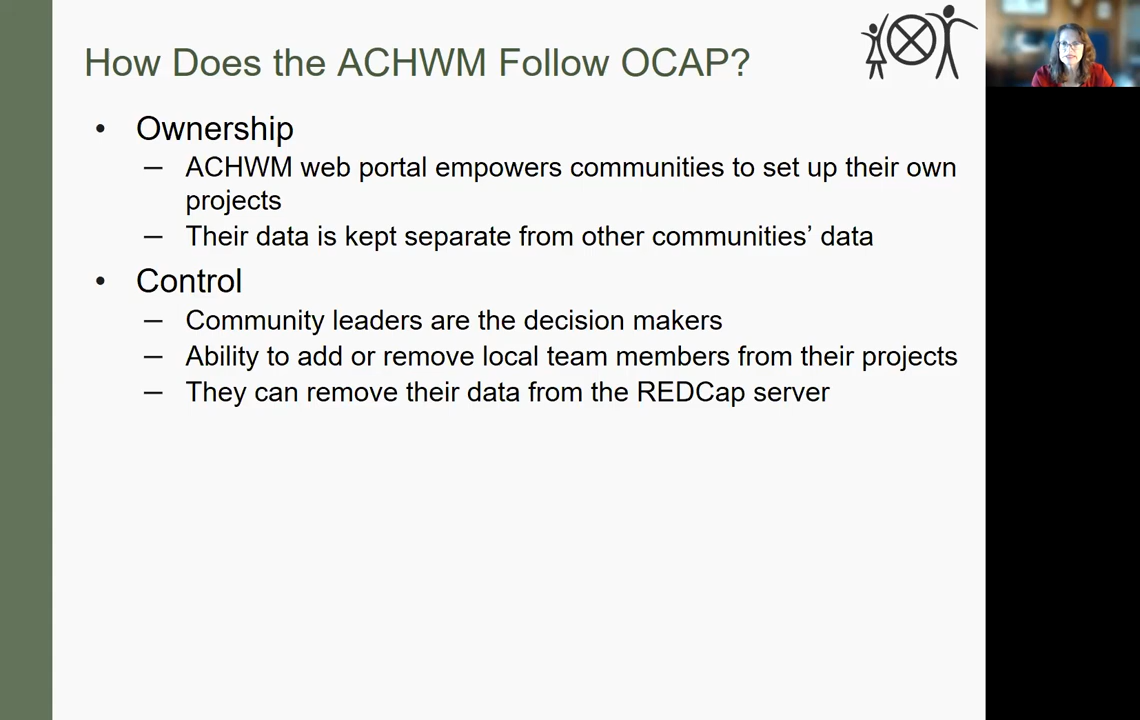 How Does the ACHWM Follow OCAP?
• Ownership
– ACHWM web portal empowers communities to set up their own
projects
– Their data is kept separate from other communities’ data
• Control
– Community leaders are the decision makers
– Ability to add or remove local team members from their projects
– They can remove their data from the REDCap server